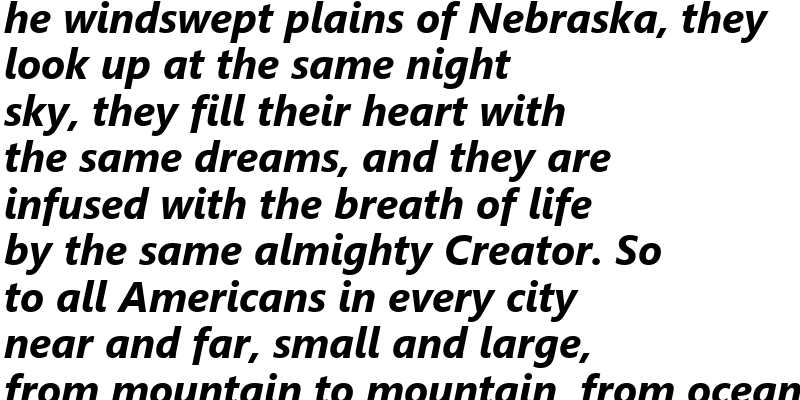 he windswept plains of Nebraska, they
look up at the same night
sky, they fill their heart with
the same dreams, and they are
infused with the breath of life
by the same almighty Creator. So
to all Americans in every city
near and far, small and large,
from mountain to mountain, from ocean